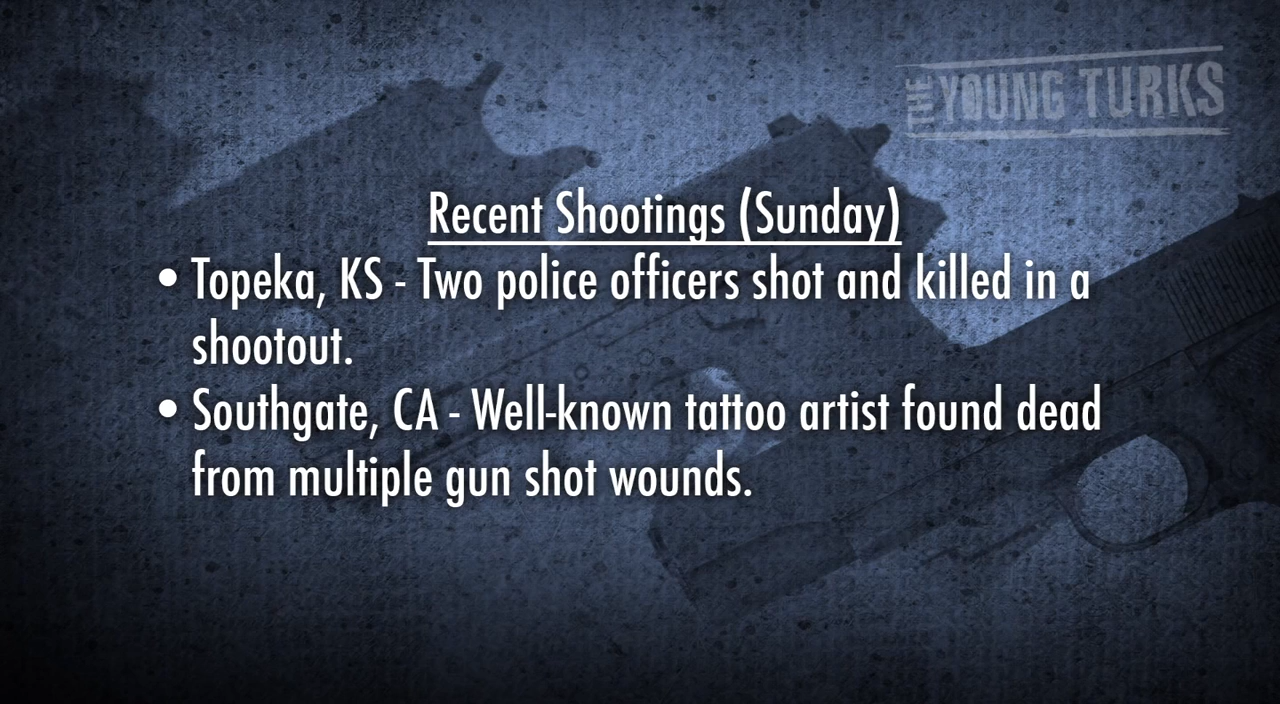 THE YOUNG TURKS
Recent Shootings (Sunday)
• Topeka, KS - Two police officers shot and killed in a
shootout.
• Southgate, CA - Well-known tattoo artist found dead
from multiple gun shot wounds.